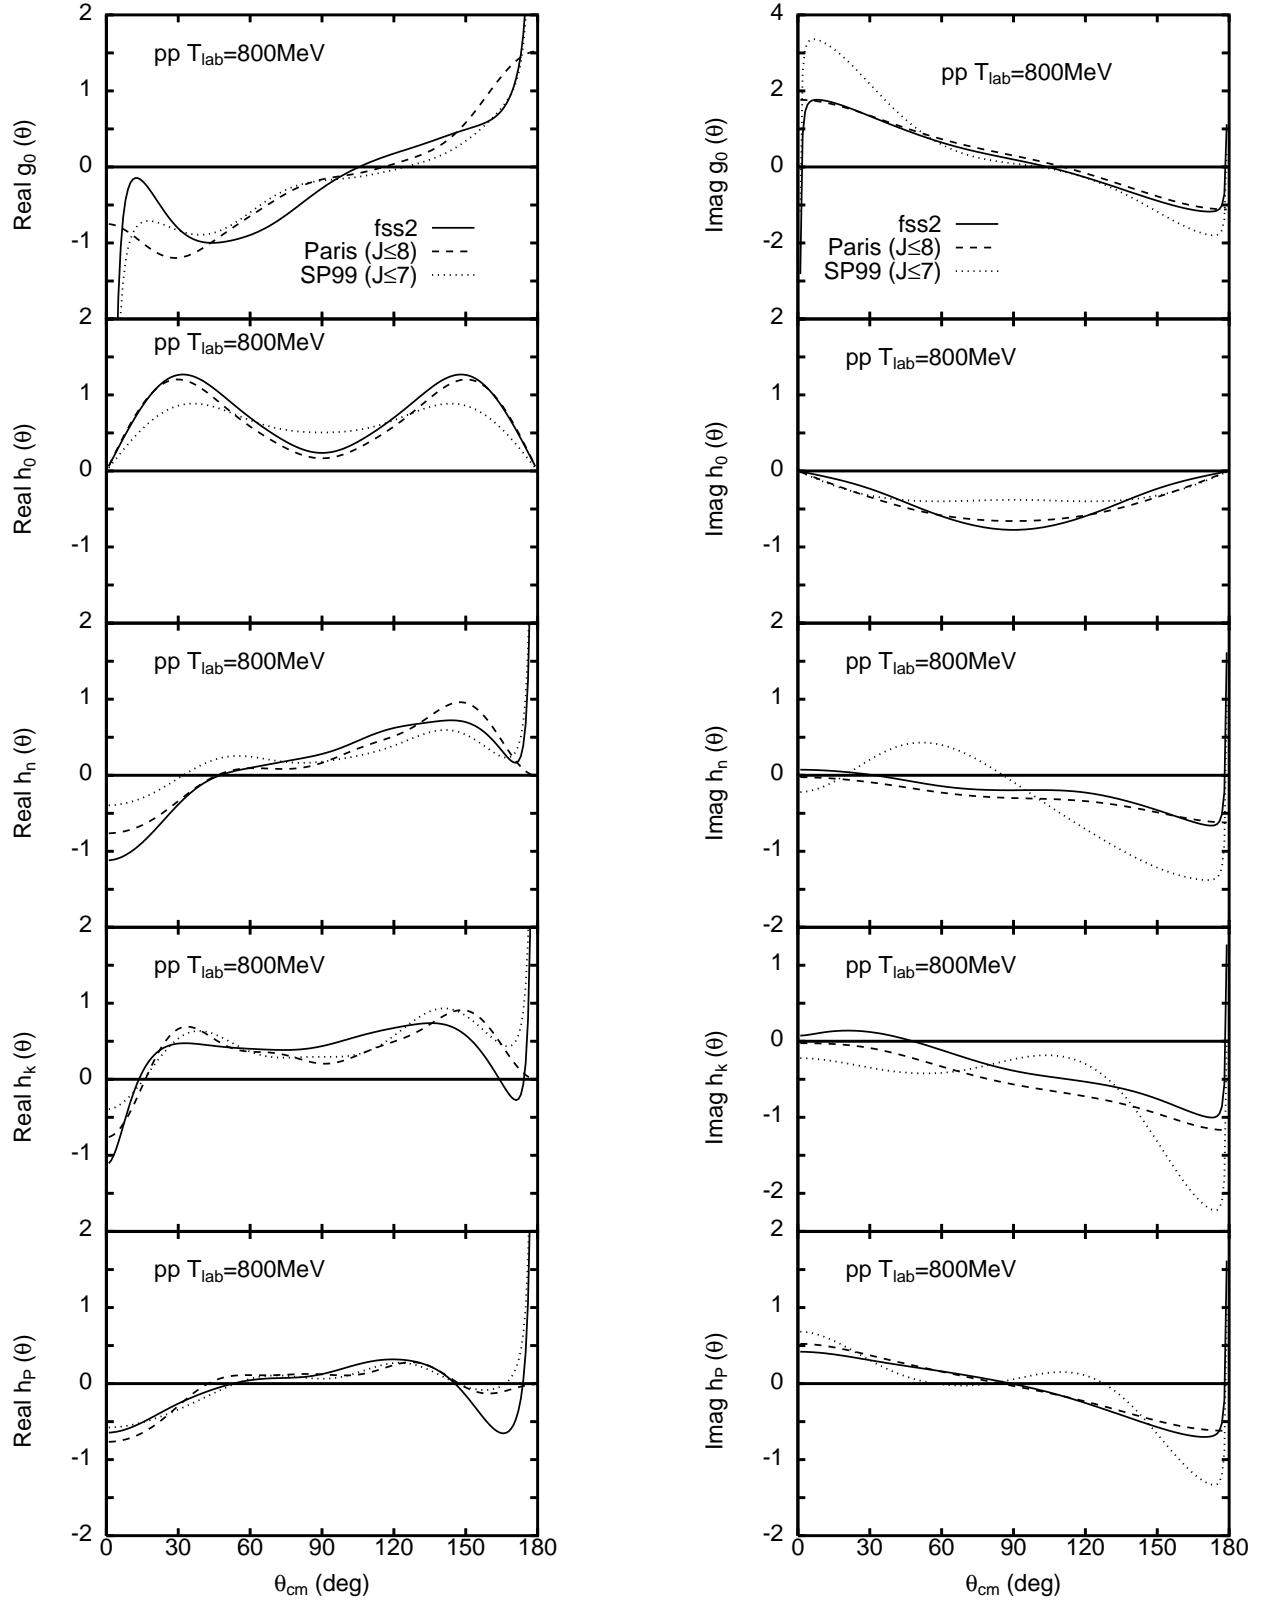 2
pp T_lab=800MeV
1
Real g_0 (θ)
0
-1
fss2
Paris (J≤8)
SP99 (J≤7)
2
pp T_lab=800MeV
1
Real h_0 (θ)
0
-1
2
pp T_lab=800MeV
1
Real h_n (θ)
0
-1
2
pp T_lab=800MeV
1
Real h_k (θ)
0
-1
2
pp T_lab=800MeV
1
Real h_P (θ)
0
-1
-2
0 30 60 90 120 150 180
θ_cm (deg)
4
pp T_lab=800MeV
2
Imag g_0 (θ)
0
fss2
-2
Paris (J≤8)
SP99 (J≤7)
2
pp T_lab=800MeV
1
Imag h_0 (θ)
0
-1
2
pp T_lab=800MeV
1
Imag h_n (θ)
0
-1
-2
1
pp T_lab=800MeV
0
Imag h_k (θ)
-1
-2
2
pp T_lab=800MeV
1
Imag h_P (θ)
0
-1
-2
0 30 60 90 120 150 180
θ_cm (deg)